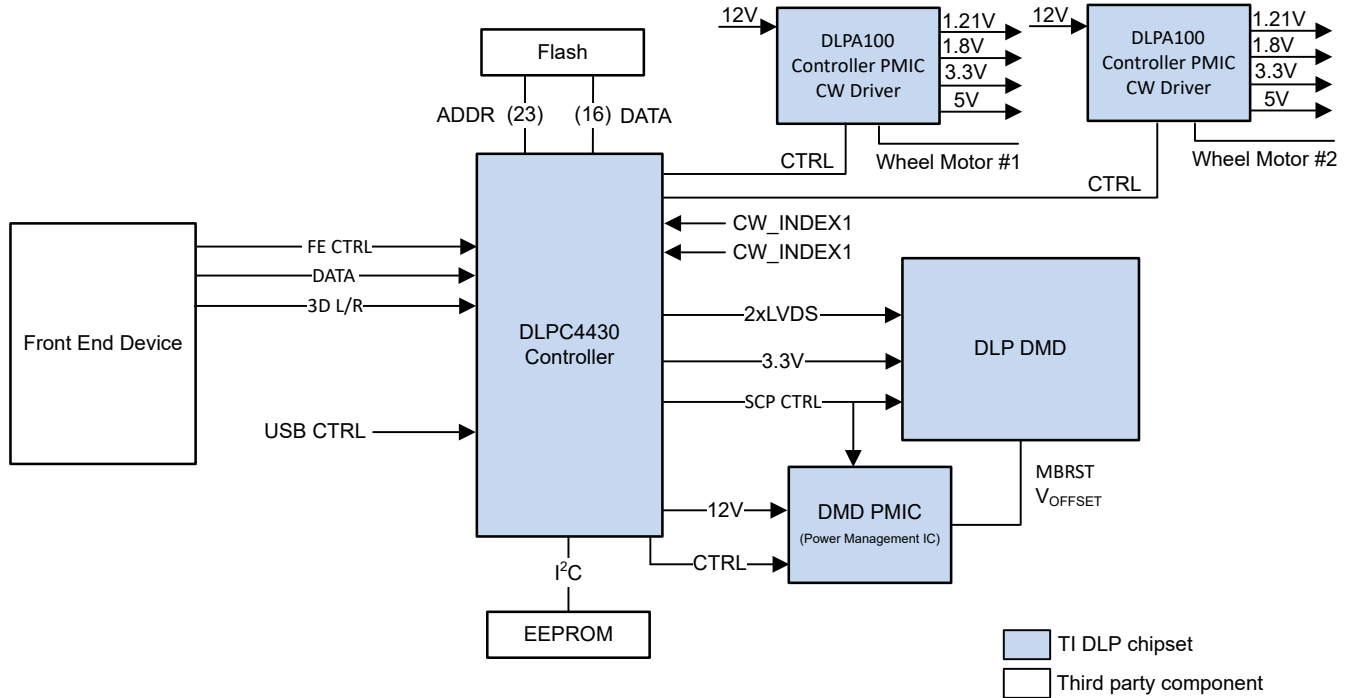 Flash
ADDR (23) (16) DATA
12V
DLPA100
Controller PMIC
CW Driver
1.21V
1.8V
3.3V
5V
CTRL
Wheel Motor #1
12V
DLPA100
Controller PMIC
CW Driver
1.21V
1.8V
3.3V
5V
CTRL
Wheel Motor #2
CW_INDEX1
CW_INDEX1
Front End Device
FE CTRL
DATA
3D L/R
USB CTRL
DLPC4430
Controller
2xLVDS
3.3V
SCP CTRL
DLP DMD
12V
CTRL
DMD PMIC
(Power Management IC)
MBRST
VOFFSET
I²C
EEPROM
TI DLP chipset
Third party component